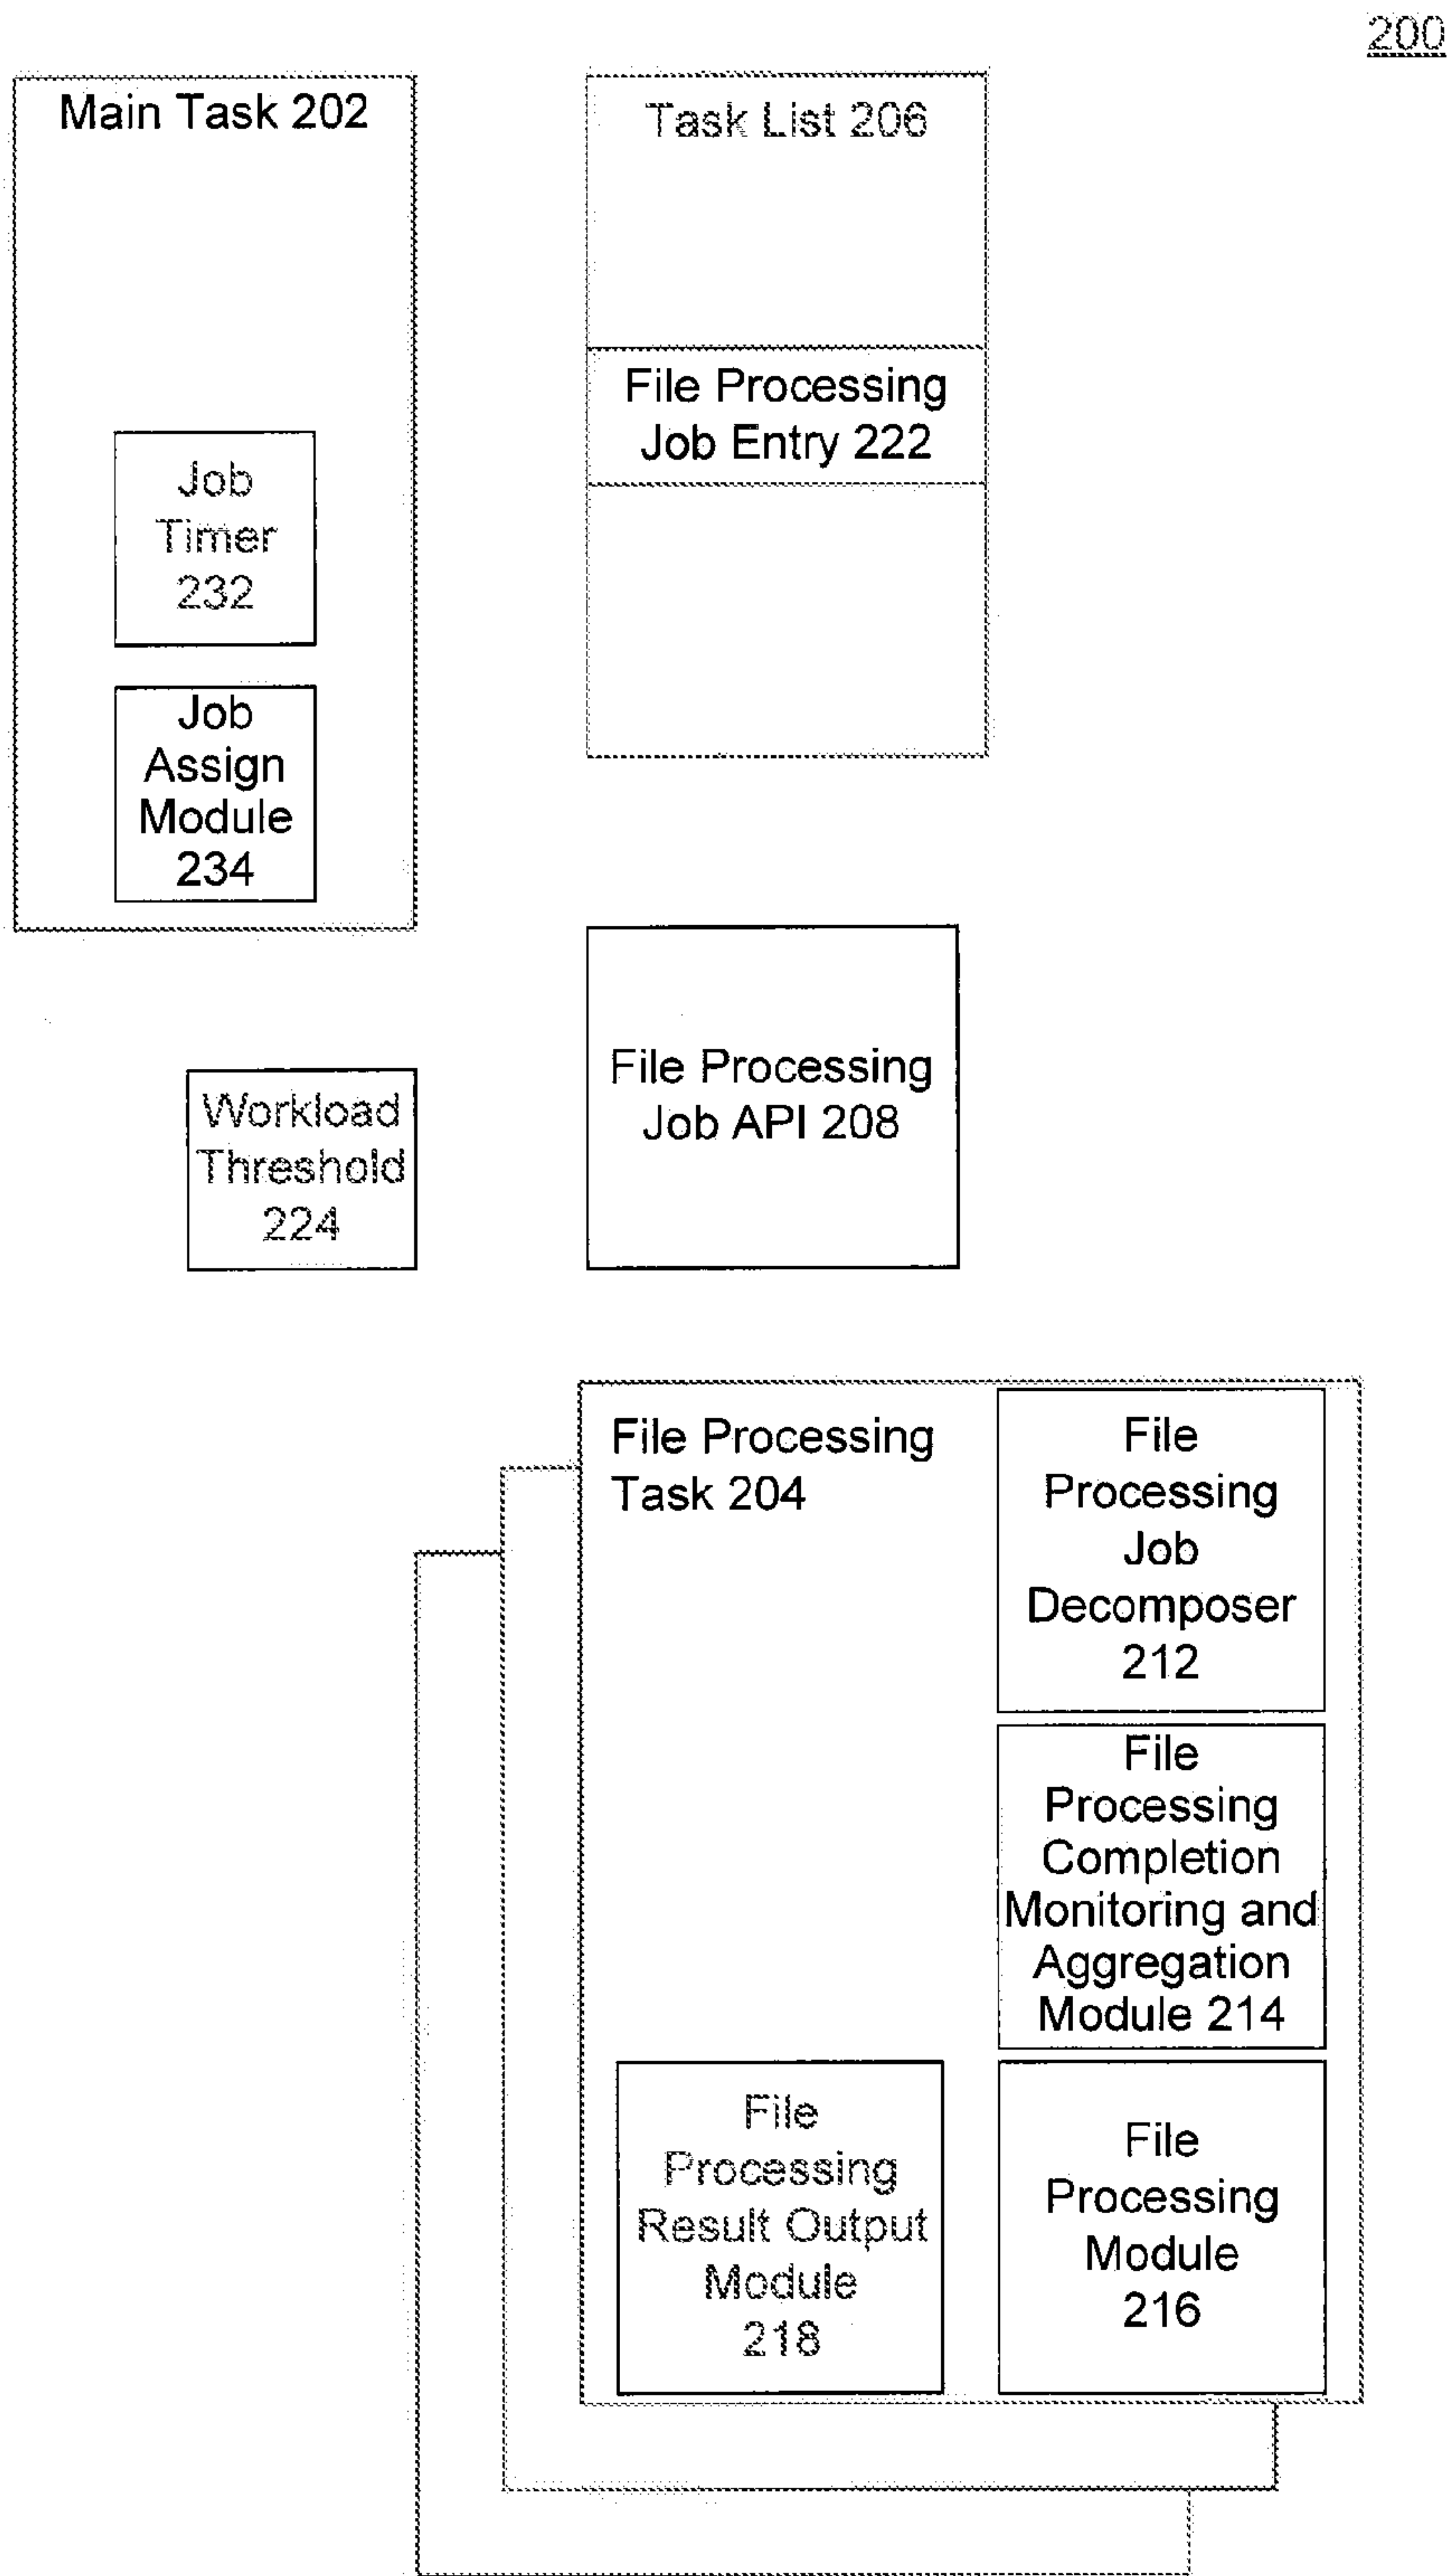 200
Main Task 202
Job
Timer
232
Job
Assign
Module
234
Task List 206
File Processing
Job Entry 222
Workload
Threshold
224
File Processing
Job API 208
File Processing
Task 204
File
Processing
Job
Decomposer
212
File
Processing
Completion
Monitoring and
Aggregation
Module 214
File
Processing
Result Output
Module
218
File
Processing
Module
216